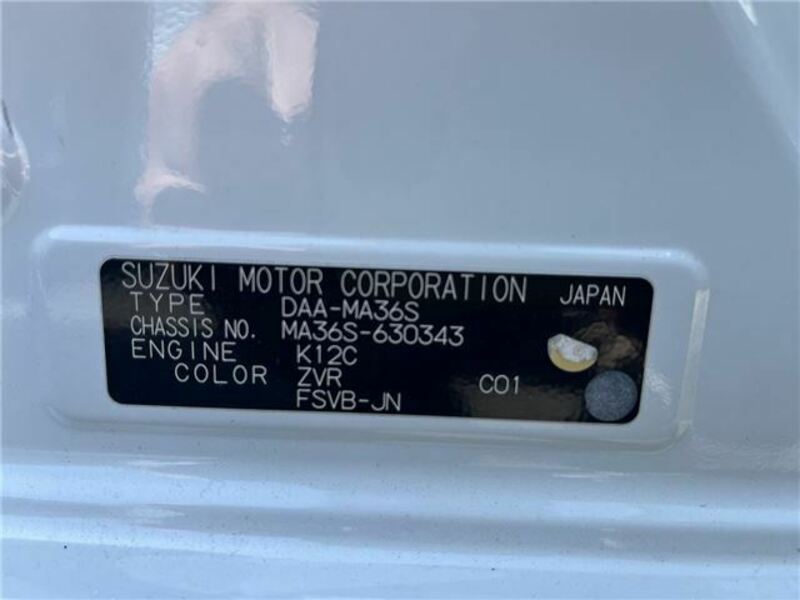 SUZUKI MOTOR CORPORATION JAPAN
TYPE DAA-MA36S
CHASSIS NO. MA36S-630343
ENGINE K12C
COLOR ZVR C01
FSVB-JN